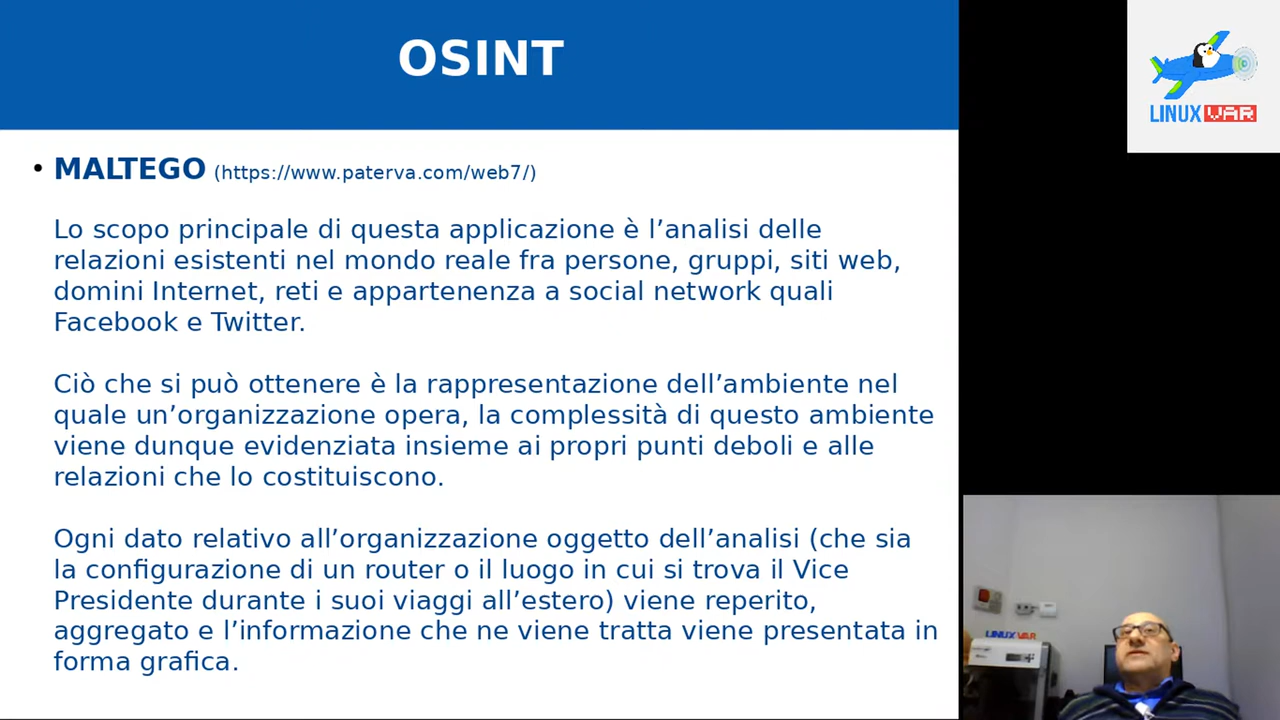 OSINT
LINUX VAR
• MALTEGO (https://www.paterva.com/web7/)
Lo scopo principale di questa applicazione è l’analisi delle
relazioni esistenti nel mondo reale fra persone, gruppi, siti web,
domini Internet, reti e appartenenza a social network quali
Facebook e Twitter.
Ciò che si può ottenere è la rappresentazione dell’ambiente nel
quale un’organizzazione opera, la complessità di questo ambiente
viene dunque evidenziata insieme ai propri punti deboli e alle
relazioni che lo costituiscono.
Ogni dato relativo all’organizzazione oggetto dell’analisi (che sia
la configurazione di un router o il luogo in cui si trova il Vice
Presidente durante i suoi viaggi all’estero) viene reperito,
aggregato e l’informazione che ne viene tratta viene presentata in
forma grafica.
LINUX VAR